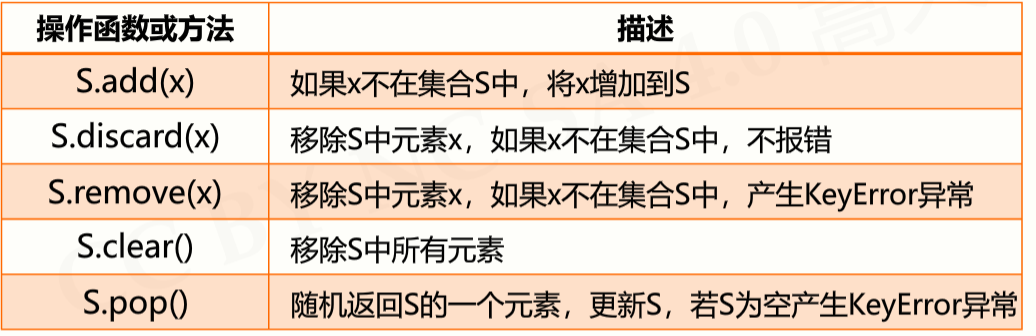 操作函数或方法 描述
S.add(x) 如果x不在集合S中，将x增加到S
S.discard(x) 移除S中元素x，如果x不在集合S中，不报错
S.remove(x) 移除S中元素x，如果x不在集合S中，产生KeyError异常
S.clear() 移除S中所有元素
S.pop() 随机返回S的一个元素，更新S，若S为空产生KeyError异常